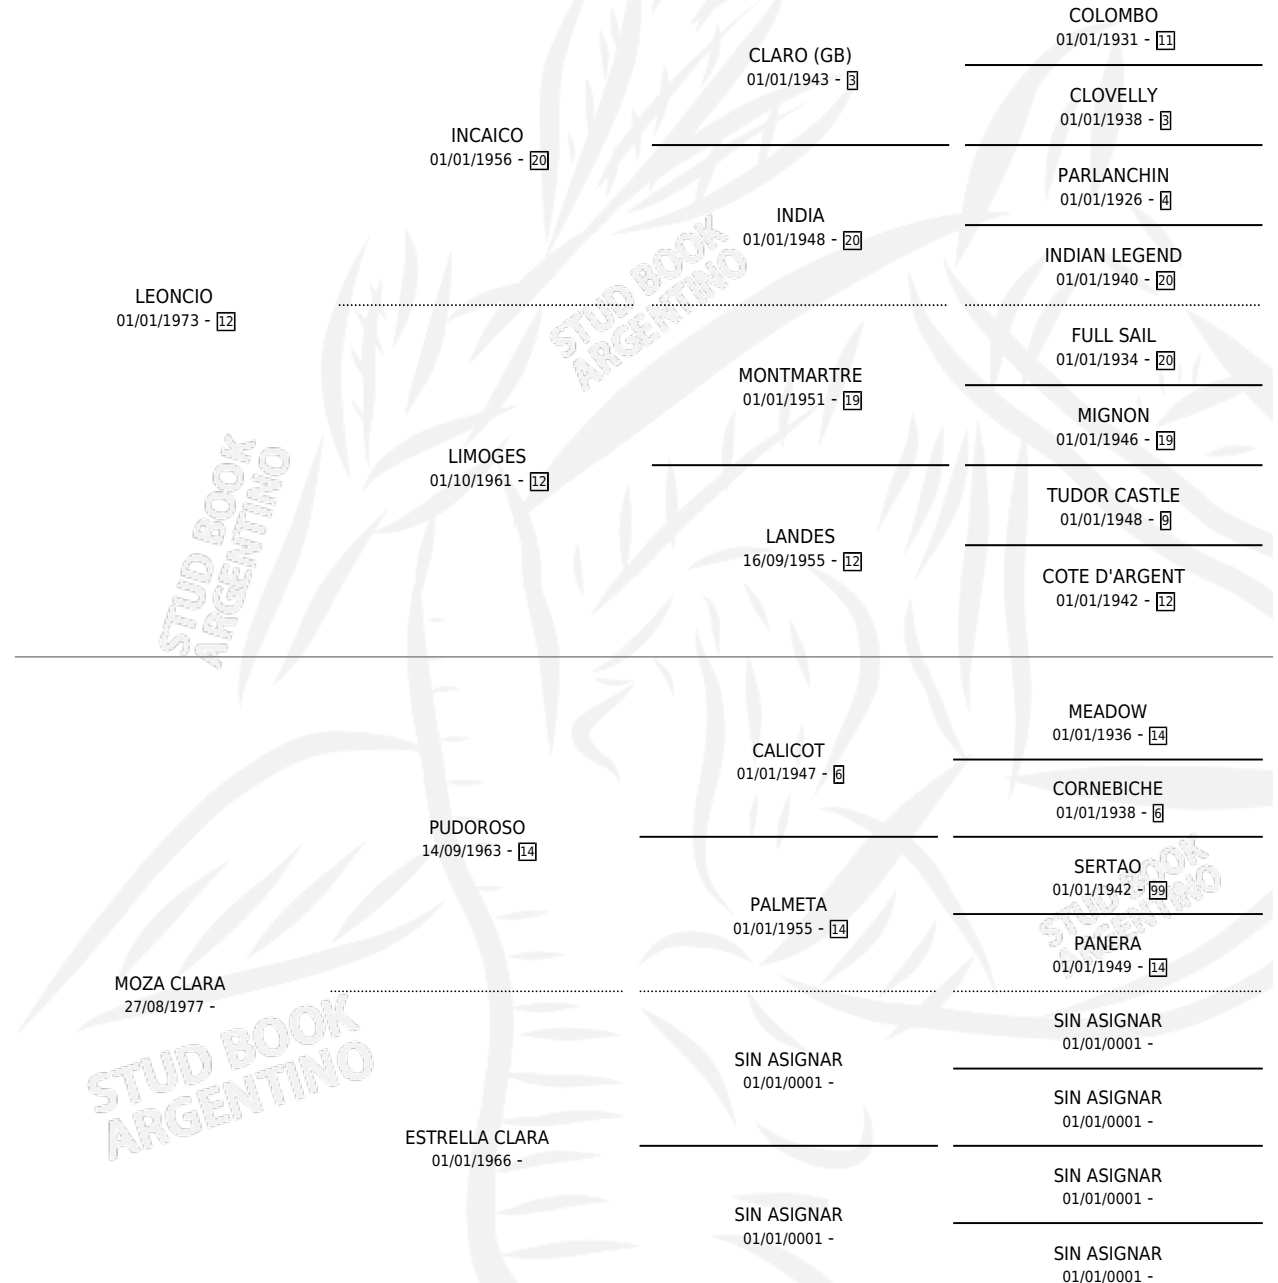 COLOMBO
01/01/1931 - 11
CLARO (GB)
01/01/1943 - 3
CLOVELLY
01/01/1938 - 3
INCAICO
01/01/1956 - 20
PARLANCHIN
01/01/1926 - 4
INDIA
01/01/1948 - 20
INDIAN LEGEND
01/01/1940 - 20
LEONCIO
01/01/1973 - 12
FULL SAIL
01/01/1934 - 20
MONTMARTRE
01/01/1951 - 19
MIGNON
01/01/1946 - 19
LIMOGES
01/10/1961 - 12
TUDOR CASTLE
01/01/1948 - 9
LANDES
16/09/1955 - 12
COTE D'ARGENT
01/01/1942 - 12
MEADOW
01/01/1936 - 14
CALICOT
01/01/1947 - 6
CORNEBICHE
01/01/1938 - 6
PUDOROSO
14/09/1963 - 14
SERTAO
01/01/1942 - 99
PALMETA
01/01/1955 - 14
PANERA
01/01/1949 - 14
MOZA CLARA
27/08/1977 -
SIN ASIGNAR
01/01/0001 -
SIN ASIGNAR
01/01/0001 -
SIN ASIGNAR
01/01/0001 -
ESTRELLA CLARA
01/01/1966 -
SIN ASIGNAR
01/01/0001 -
SIN ASIGNAR
01/01/0001 -
SIN ASIGNAR
01/01/0001 -
STUD BOOK
ARGENTINO
STUD BOOK
ARGENTINO
STUD BOOK
ARGENTINO
STUD BOOK
ARGENTINO